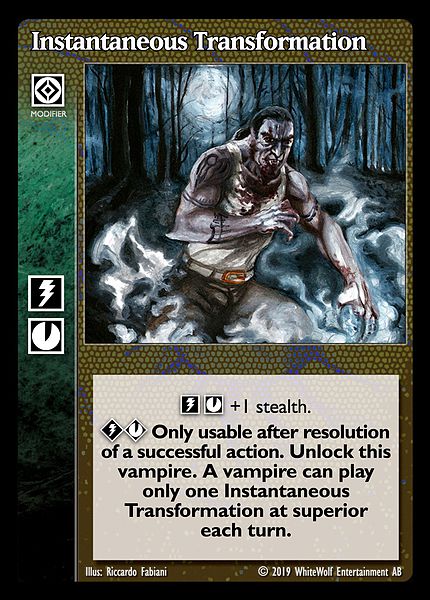 Instantaneous Transformation
MODIFIER
+1 stealth.
Only usable after resolution
of a successful action. Unlock this
vampire. A vampire can play
only one Instantaneous
Transformation at superior
each turn.
Illus: Riccardo Fabiani
© 2019 WhiteWolf Entertainment AB